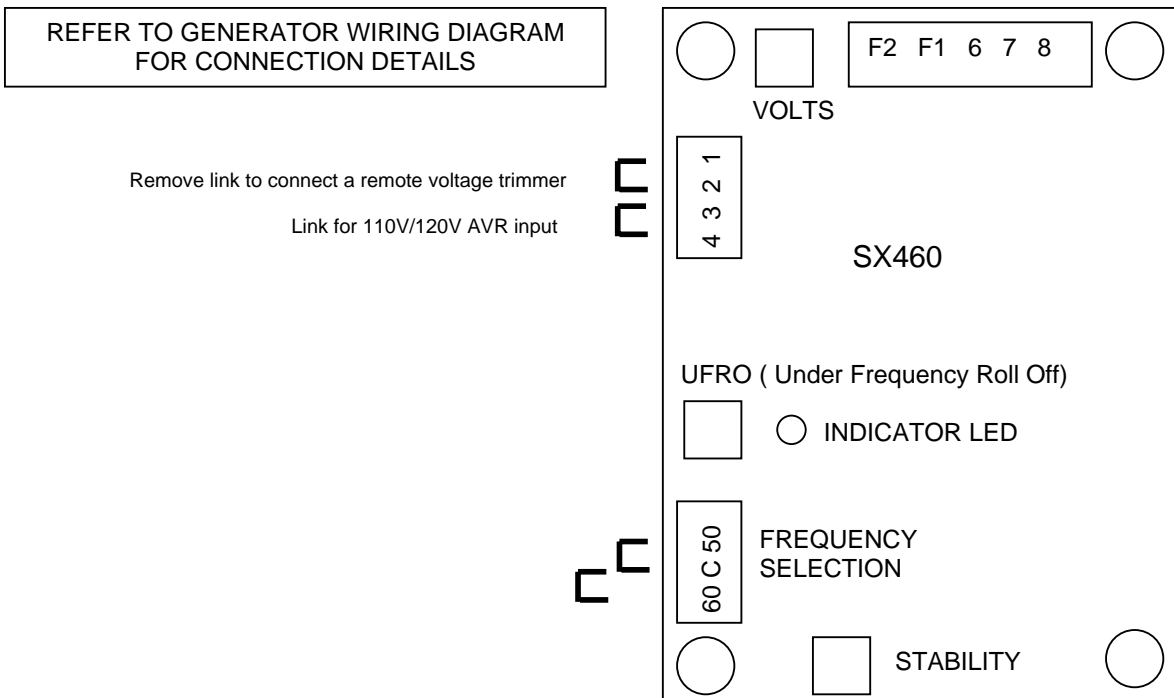 REFER TO GENERATOR WIRING DIAGRAM
FOR CONNECTION DETAILS
F2 F1 6 7 8
VOLTS
Remove link to connect a remote voltage trimmer
Link for 110V/120V AVR input
4 3 2 1
SX460
UFRO ( Under Frequency Roll Off)
INDICATOR LED
60 C 50
FREQUENCY
SELECTION
STABILITY